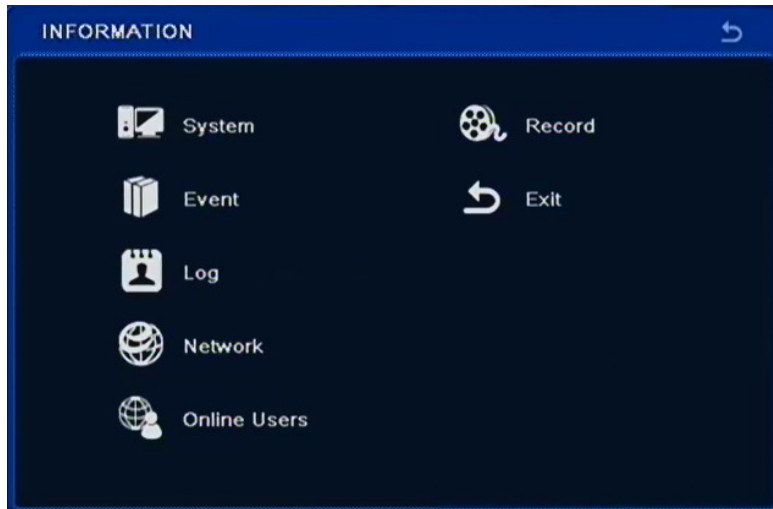 INFORMATION
System
Event
Log
Network
Online Users
Record
Exit